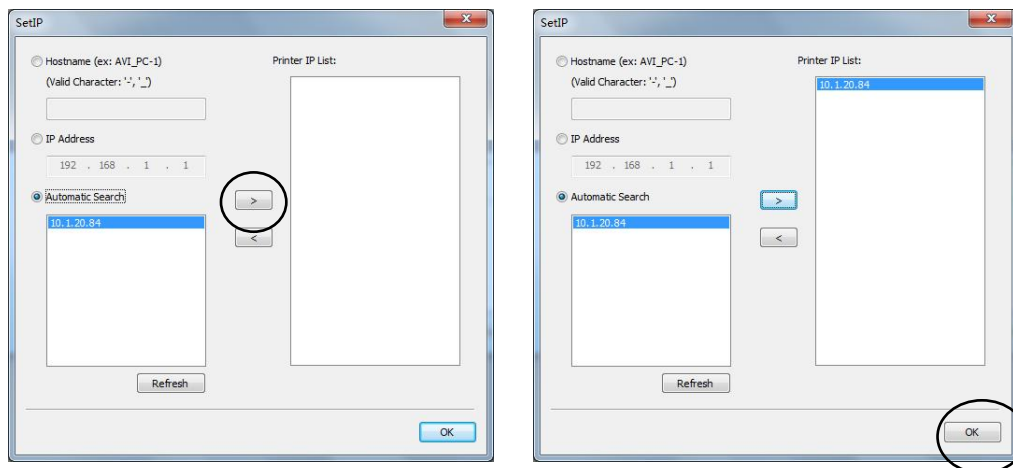 SetIP
Hostname (ex: AVI_PC-1)
Printer IP List:
(Valid Character: '-', '_')
IP Address
192 . 168 . 1 . 1
Automatic Search
>
10.1.20.84
<
Refresh
OK
SetIP
Hostname (ex: AVI_PC-1)
Printer IP List:
(Valid Character: '-', '_')
10.1.20.84
IP Address
192 . 168 . 1 . 1
Automatic Search
>
10.1.20.84
<
Refresh
OK